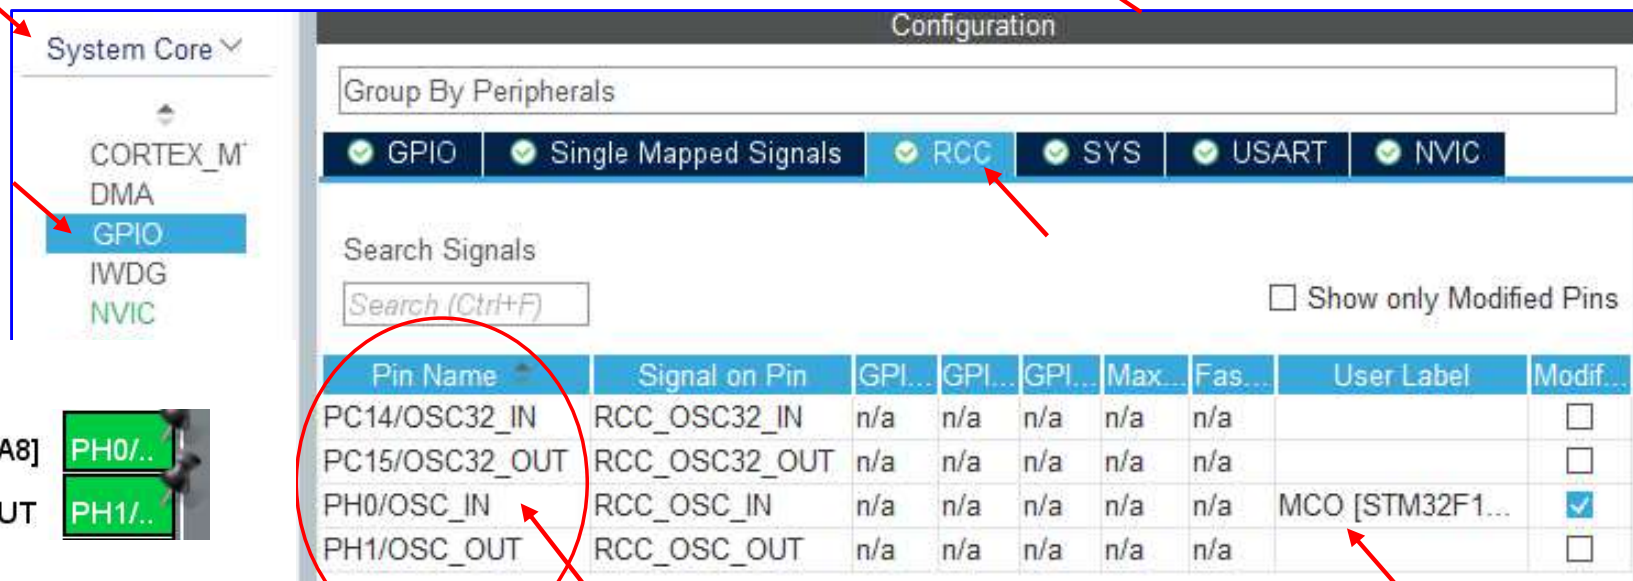 Configuration
System Core
Group By Peripherals
CORTEX_M
DMA
GPIO
IWDG
NVIC
GPIO Single Mapped Signals RCC SYS USART NVIC
Search Signals
Search (Ctrl+F)
Show only Modified Pins
Pin Name Signal on Pin GPI... GPI... GPI... Max... Fas... User Label Modif...
PC14/OSC32_IN RCC_OSC32_IN n/a n/a n/a n/a n/a
PC15/OSC32_OUT RCC_OSC32_OUT n/a n/a n/a n/a n/a
PH0/OSC_IN RCC_OSC_IN n/a n/a n/a n/a n/a MCO [STM32F1...
PH1/OSC_OUT RCC_OSC_OUT n/a n/a n/a n/a n/a
A8] PH0/..
UT PH1/..